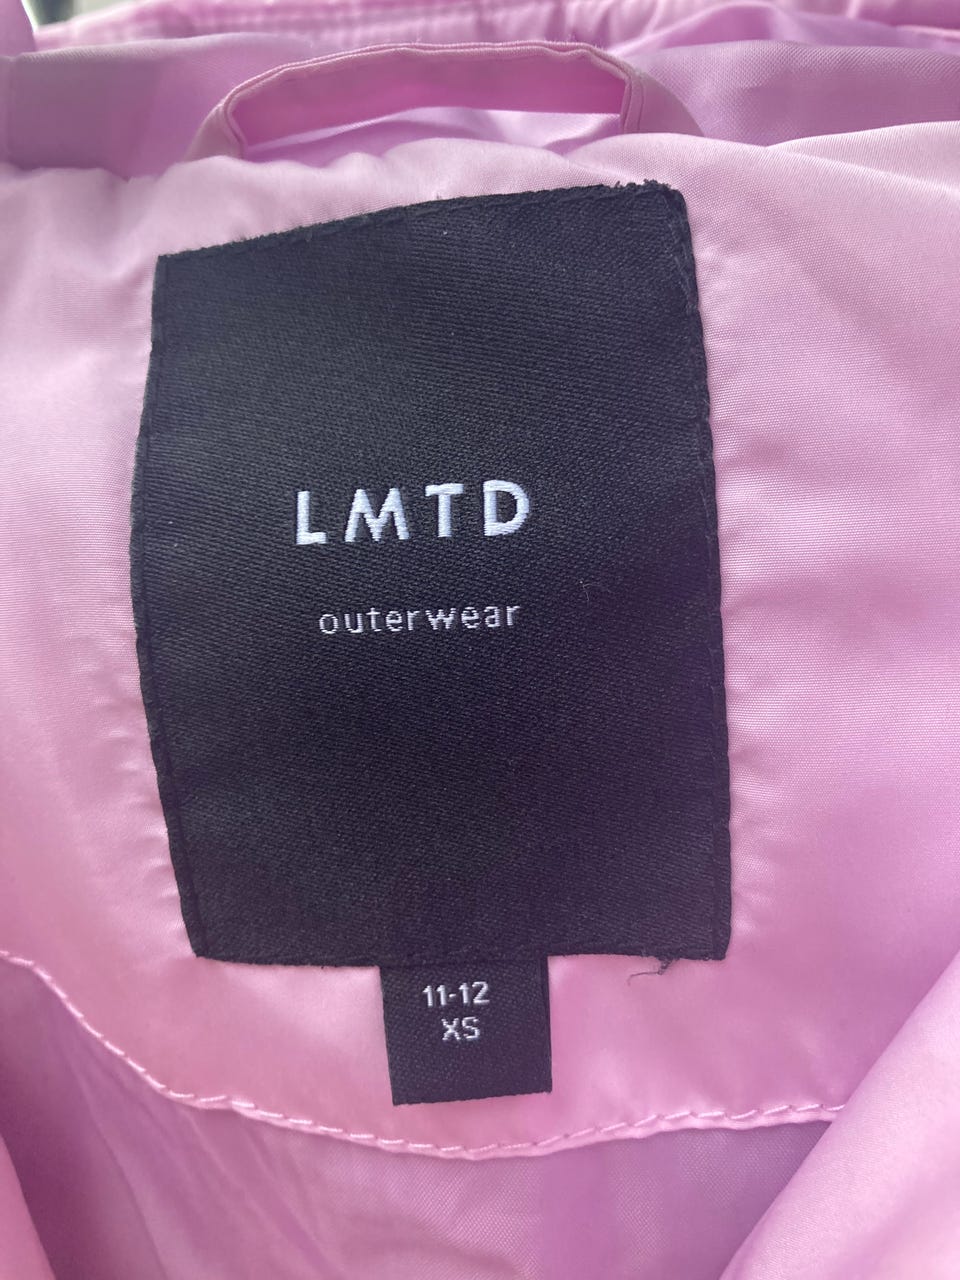 LMTD
outerwear
11-12
XS